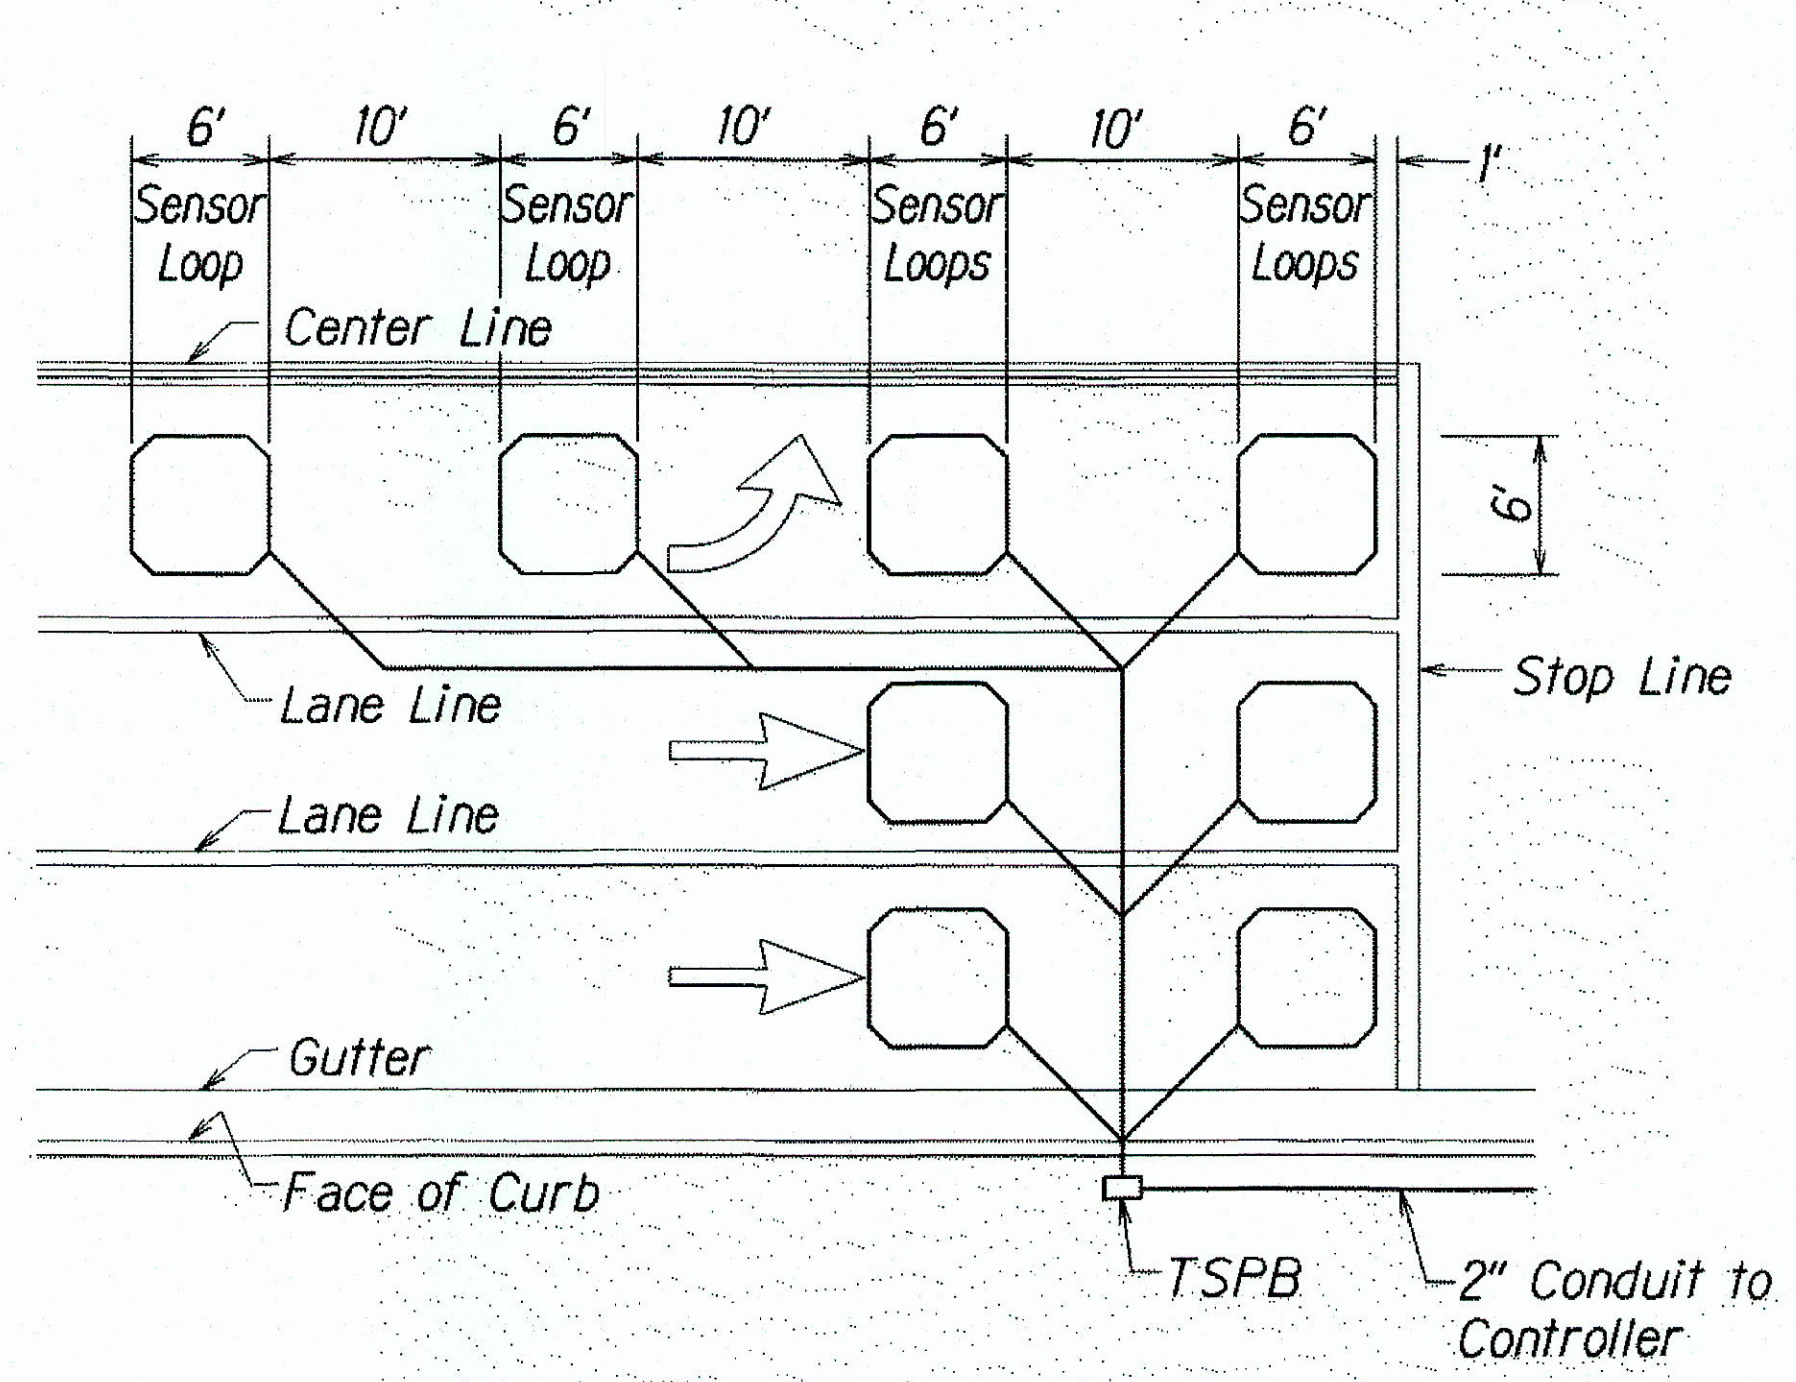 6' 10' 6' 10' 6' 10' 6' 1'
Sensor Loop
Sensor Loop
Sensor Loops
Sensor Loops
Center Line
6'
Stop Line
Lane Line
Lane Line
Gutter
Face of Curb
TSPB
2" Conduit to
Controller